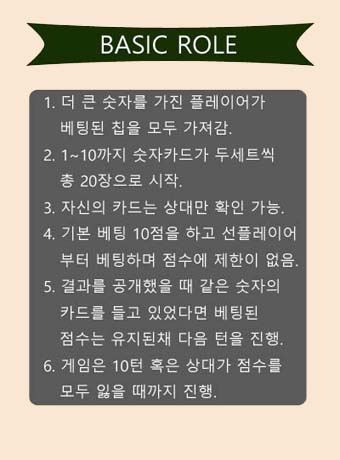 BASIC ROLE
1. 더 큰 숫자를 가진 플레이어가
베팅된 칩을 모두 가져감.
2. 1~10까지 숫자카드가 두세트씩
총 20장으로 시작.
3. 자신의 카드는 상대만 확인 가능.
4. 기본 베팅 10점을 하고 선플레이어
부터 베팅하며 점수에 제한이 없음.
5. 결과를 공개했을 때 같은 숫자의
카드를 들고 있었다면 베팅된
점수는 유지된채 다음 턴을 진행.
6. 게임은 10턴 혹은 상대가 점수를
모두 잃을 때까지 진행.